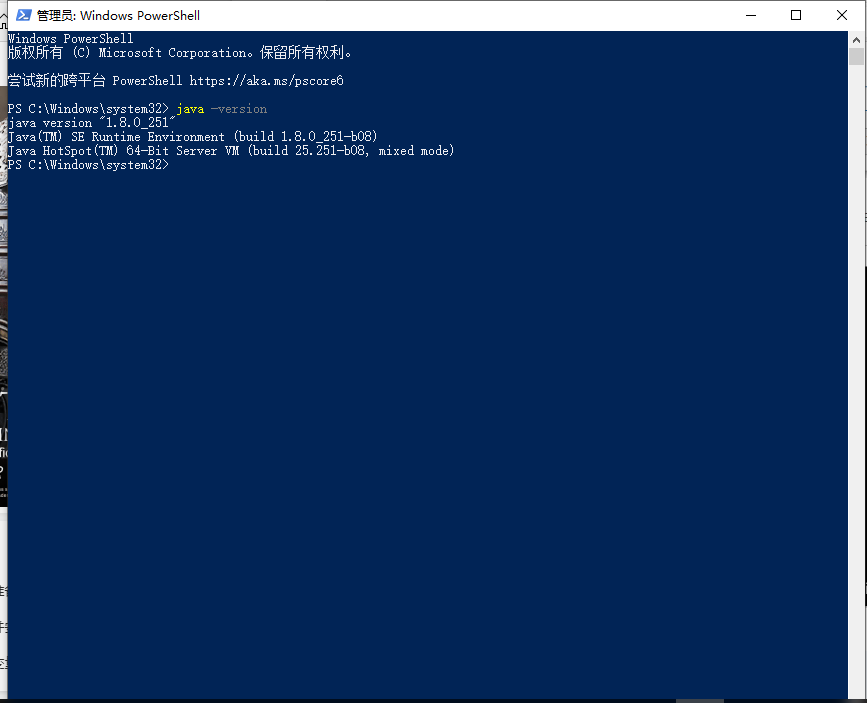 管理员: Windows PowerShell
Windows PowerShell
版权所有 (C) Microsoft Corporation。保留所有权利。
尝试新的跨平台 PowerShell https://aka.ms/pscore6
PS C:\Windows\system32> java -version
java version "1.8.0_251"
Java(TM) SE Runtime Environment (build 1.8.0_251-b08)
Java HotSpot(TM) 64-Bit Server VM (build 25.251-b08, mixed mode)
PS C:\Windows\system32>